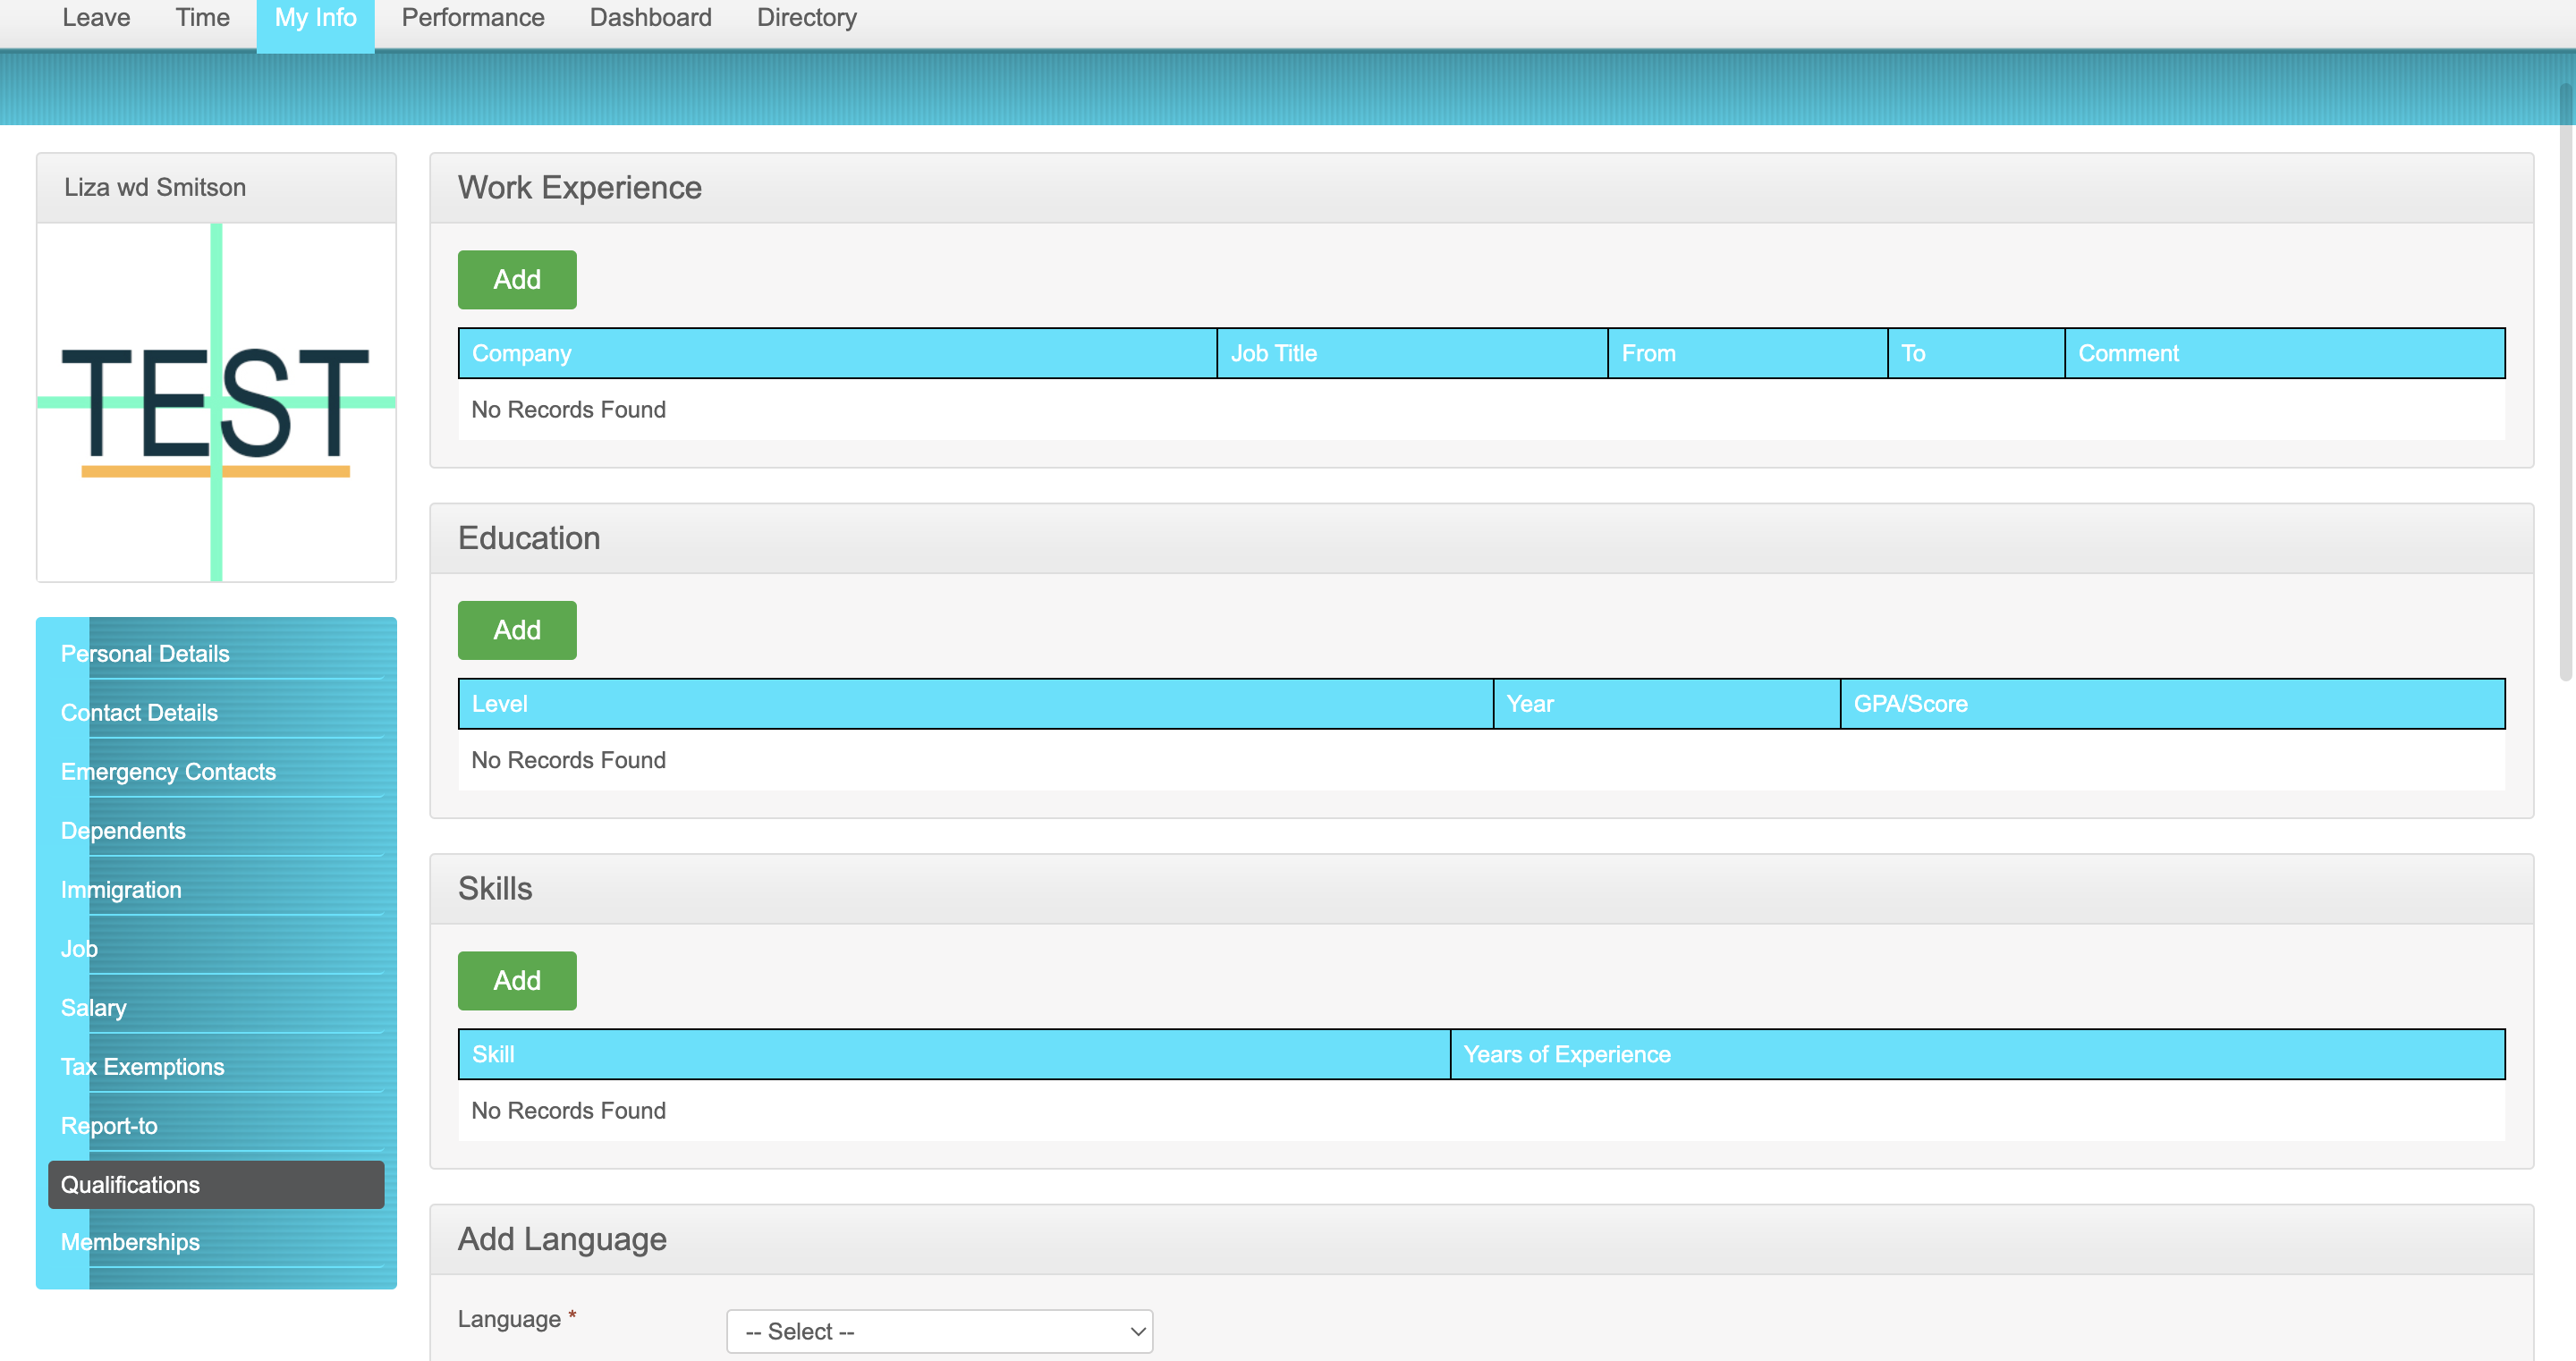 Leave Time My Info Performance Dashboard Directory
Liza wd Smitson
TEST
Personal Details
Contact Details
Emergency Contacts
Dependents
Immigration
Job
Salary
Tax Exemptions
Report-to
Qualifications
Memberships
Work Experience
Add
Company Job Title From To Comment
No Records Found
Education
Add
Level Year GPA/Score
No Records Found
Skills
Add
Skill Years of Experience
No Records Found
Add Language
Language * -- Select --